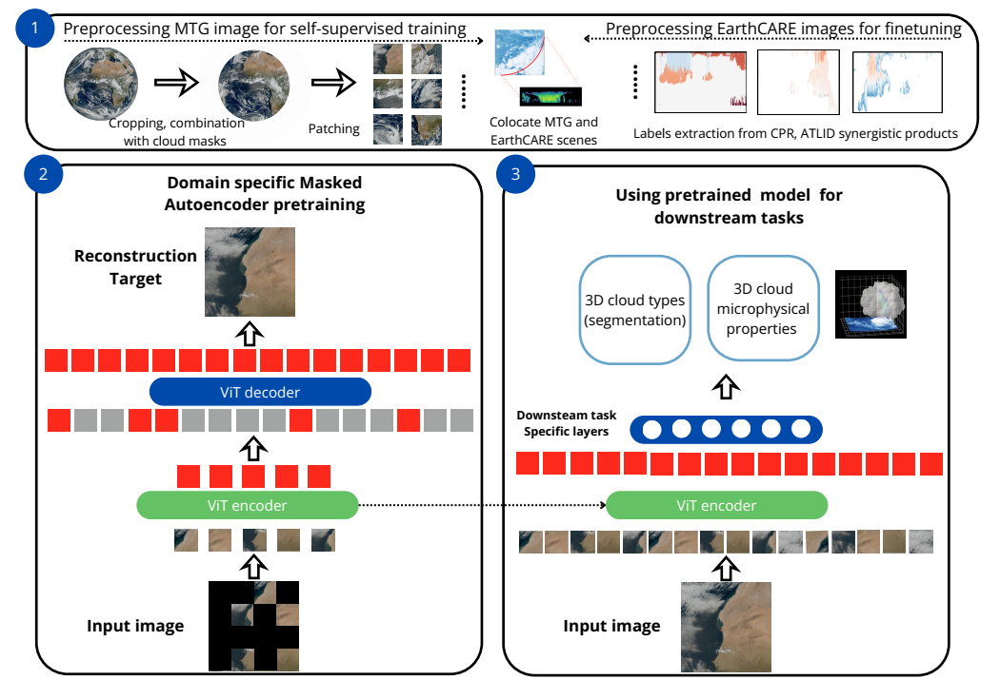 1
Preprocessing MTG image for self-supervised training
Preprocessing EarthCARE images for finetuning
Cropping, combination
with cloud masks
Patching
Colocate MTG and
EarthCARE scenes
Labels extraction from CPR, ATLID synergistic products
2
Domain specific Masked
Autoencoder pretraining
Reconstruction
Target
ViT decoder
ViT encoder
Input image
3
Using pretrained model for
downstream tasks
3D cloud types
(segmentation)
3D cloud
microphysical
properties
Downsteam task
Specific layers
ViT encoder
Input image